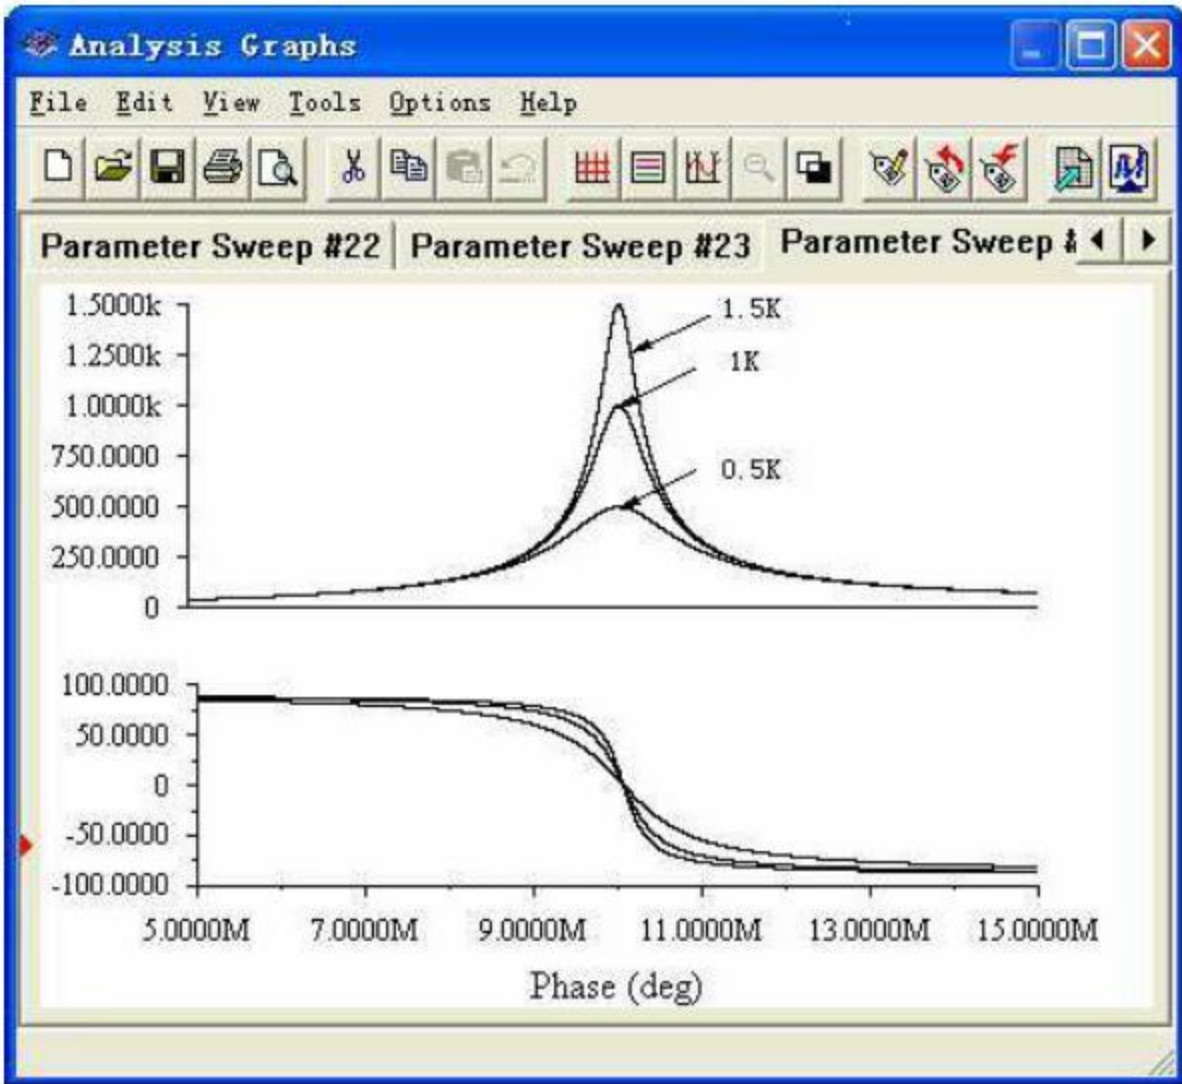 Analysis Graphs
File Edit View Tools Options Help
Parameter Sweep #22 Parameter Sweep #23 Parameter Sweep #
1.5000k
1.2500k
1.0000k
750.0000
500.0000
250.0000
0
1.5K
1K
0.5K
100.0000
50.0000
0
-50.0000
-100.0000
5.0000M 7.0000M 9.0000M 11.0000M 13.0000M 15.0000M
Phase (deg)